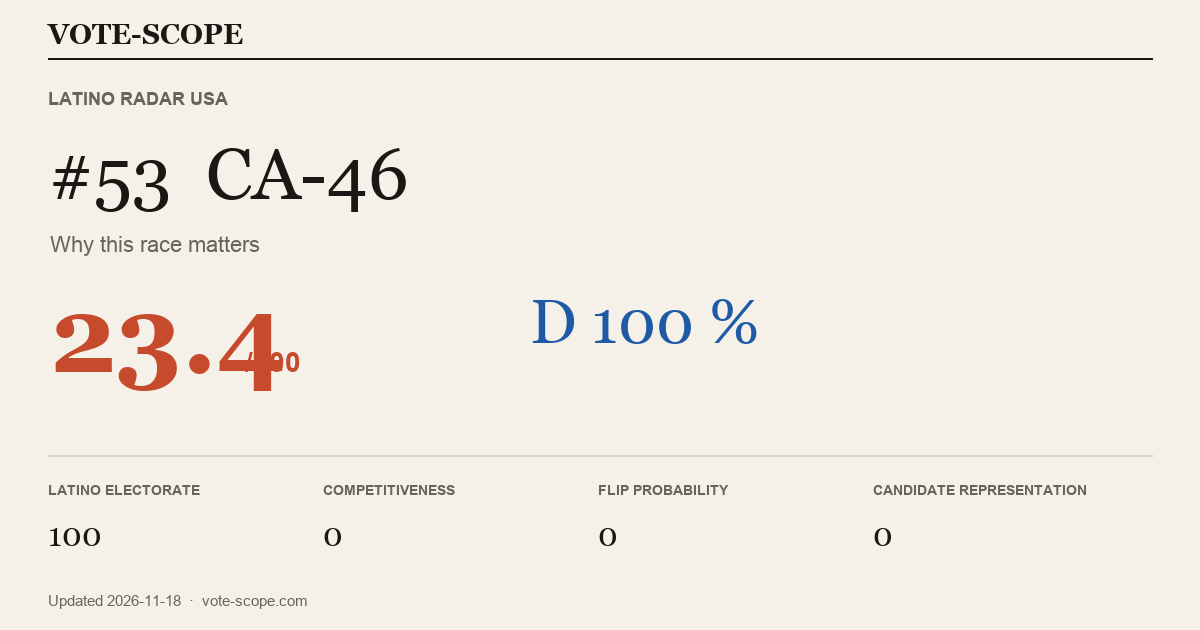 VOTE-SCOPE
LATINO RADAR USA
#53 CA-46
Why this race matters
23.4 /100
D 100 %
LATINO ELECTORATE
COMPETITIVENESS
FLIP PROBABILITY
CANDIDATE REPRESENTATION
100
0
0
0
Updated 2026-11-18 · vote-scope.com